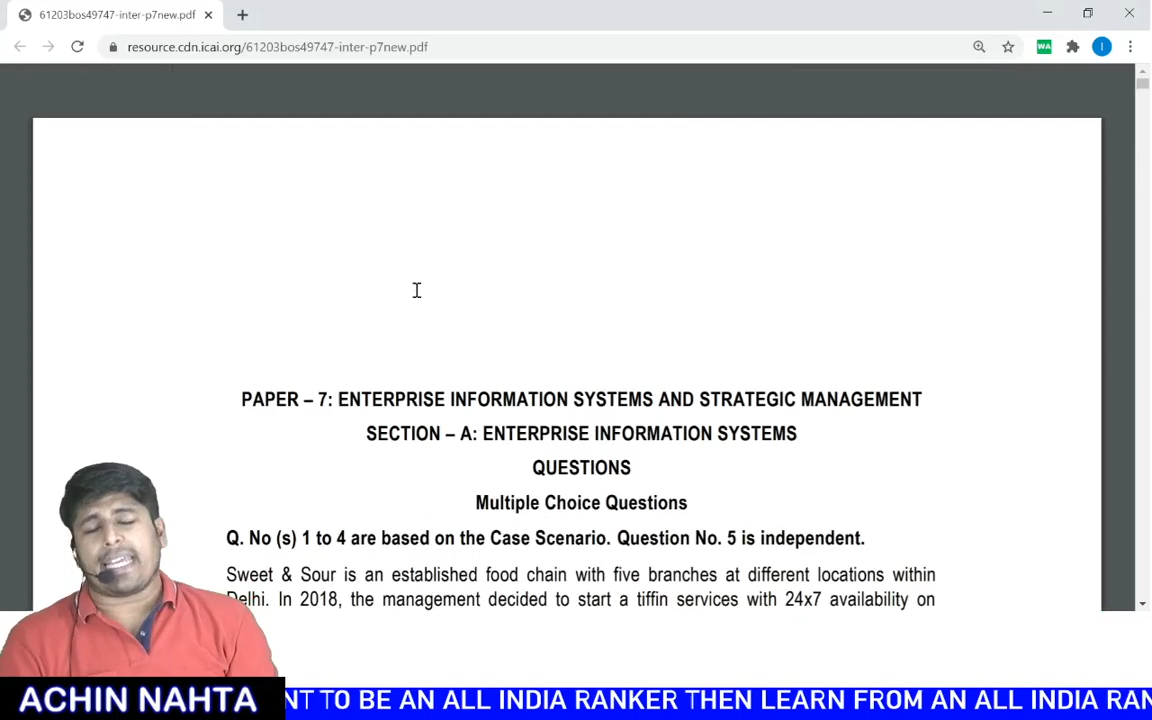 61203bos49747-inter-p7new.pdf
resource.cdn.icai.org/61203bos49747-inter-p7new.pdf
WA
I
PAPER – 7: ENTERPRISE INFORMATION SYSTEMS AND STRATEGIC MANAGEMENT
SECTION – A: ENTERPRISE INFORMATION SYSTEMS
QUESTIONS
Multiple Choice Questions
Q. No (s) 1 to 4 are based on the Case Scenario. Question No. 5 is independent.
Sweet & Sour is an established food chain with five branches at different locations within
Delhi. In 2018, the management decided to start a tiffin services with 24x7 availability on
ACHIN NAHTA
NT TO BE AN ALL INDIA RANKER THEN LEARN FROM AN ALL INDIA RAN